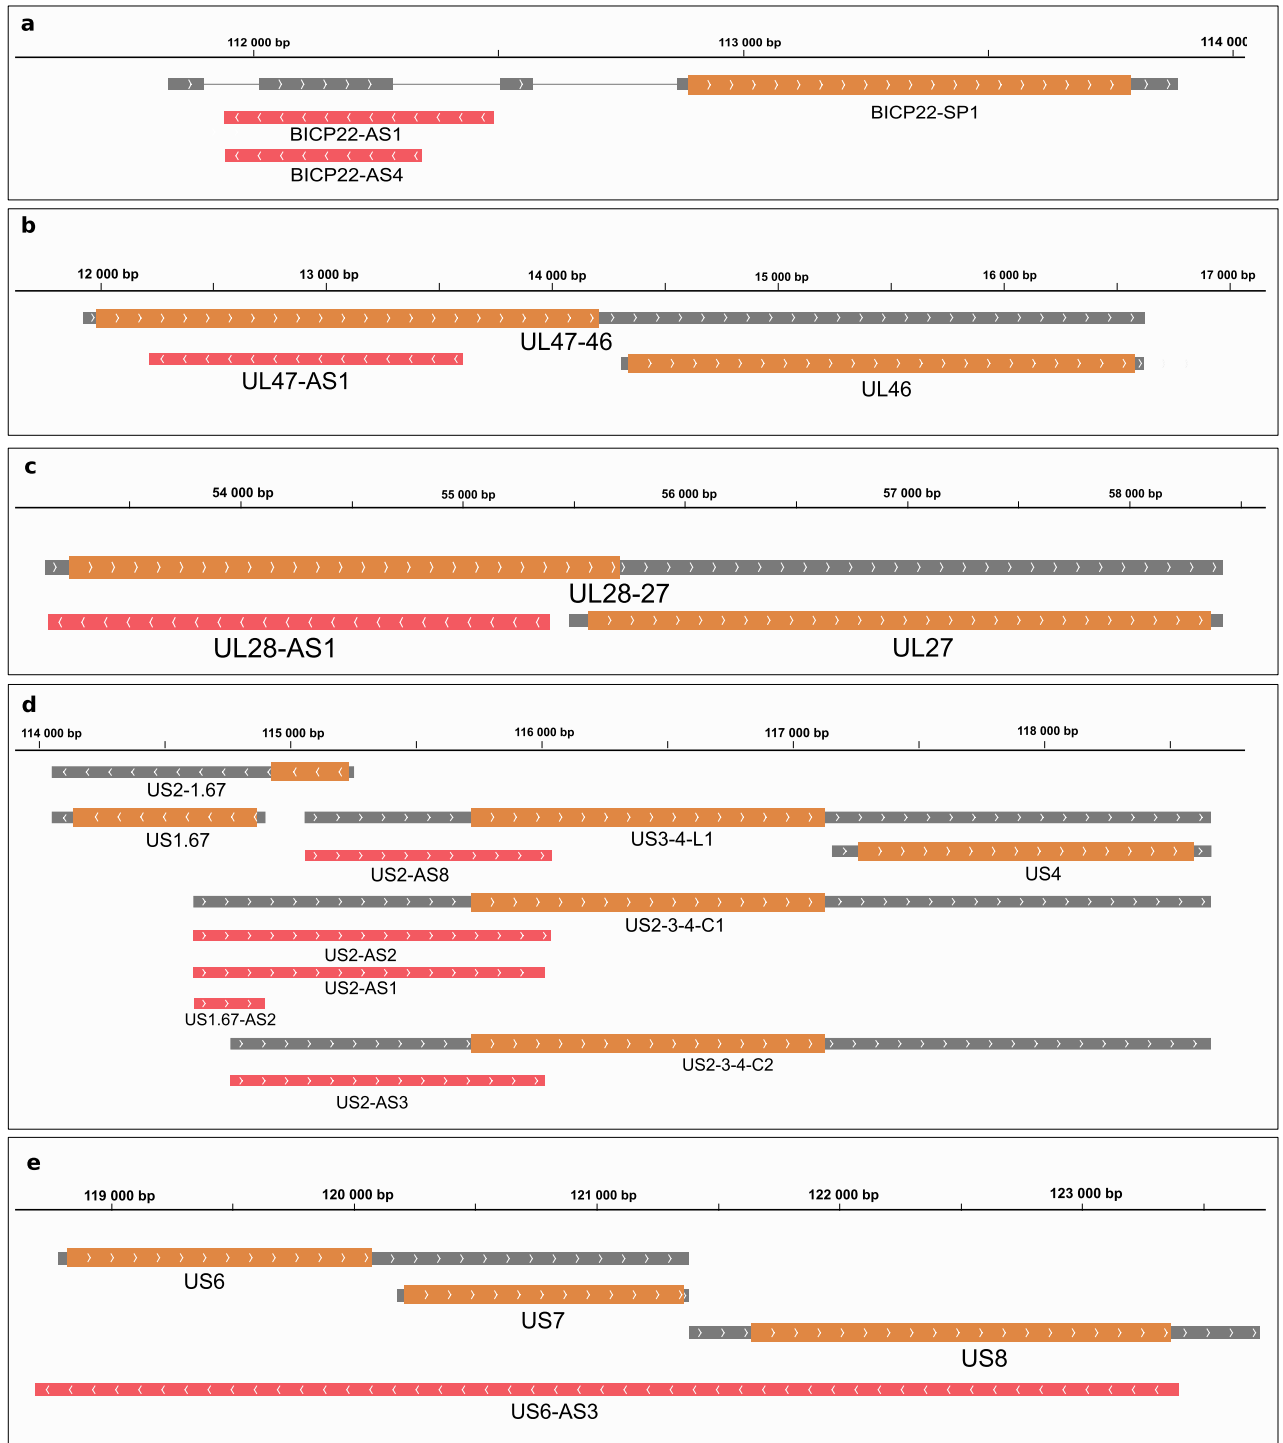 a
112 000 bp 113 000 bp 114 000
BICP22-SP1
BICP22-AS1
BICP22-AS4
b
12 000 bp 13 000 bp 14 000 bp 15 000 bp 16 000 bp 17 000 bp
UL47-46
UL47-AS1 UL46
c
54 000 bp 55 000 bp 56 000 bp 57 000 bp 58 000 bp
UL28-27
UL28-AS1 UL27
d
114 000 bp 115 000 bp 116 000 bp 117 000 bp 118 000 bp
US2-1.67
US1.67 US3-4-L1
US2-AS8 US4
US2-3-4-C1
US2-AS2
US2-AS1
US1.67-AS2
US2-3-4-C2
US2-AS3
e
119 000 bp 120 000 bp 121 000 bp 122 000 bp 123 000 bp
US6
US7
US8
US6-AS3